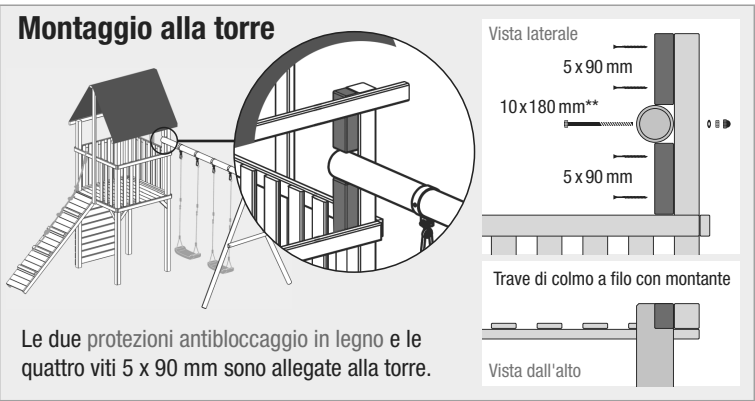 Montaggio alla torre
Vista laterale
5 x 90 mm
10 x 180 mm**
5 x 90 mm
Trave di colmo a filo con montante
Vista dall'alto
Le due protezioni antibloccaggio in legno e le
quattro viti 5 x 90 mm sono allegate alla torre.